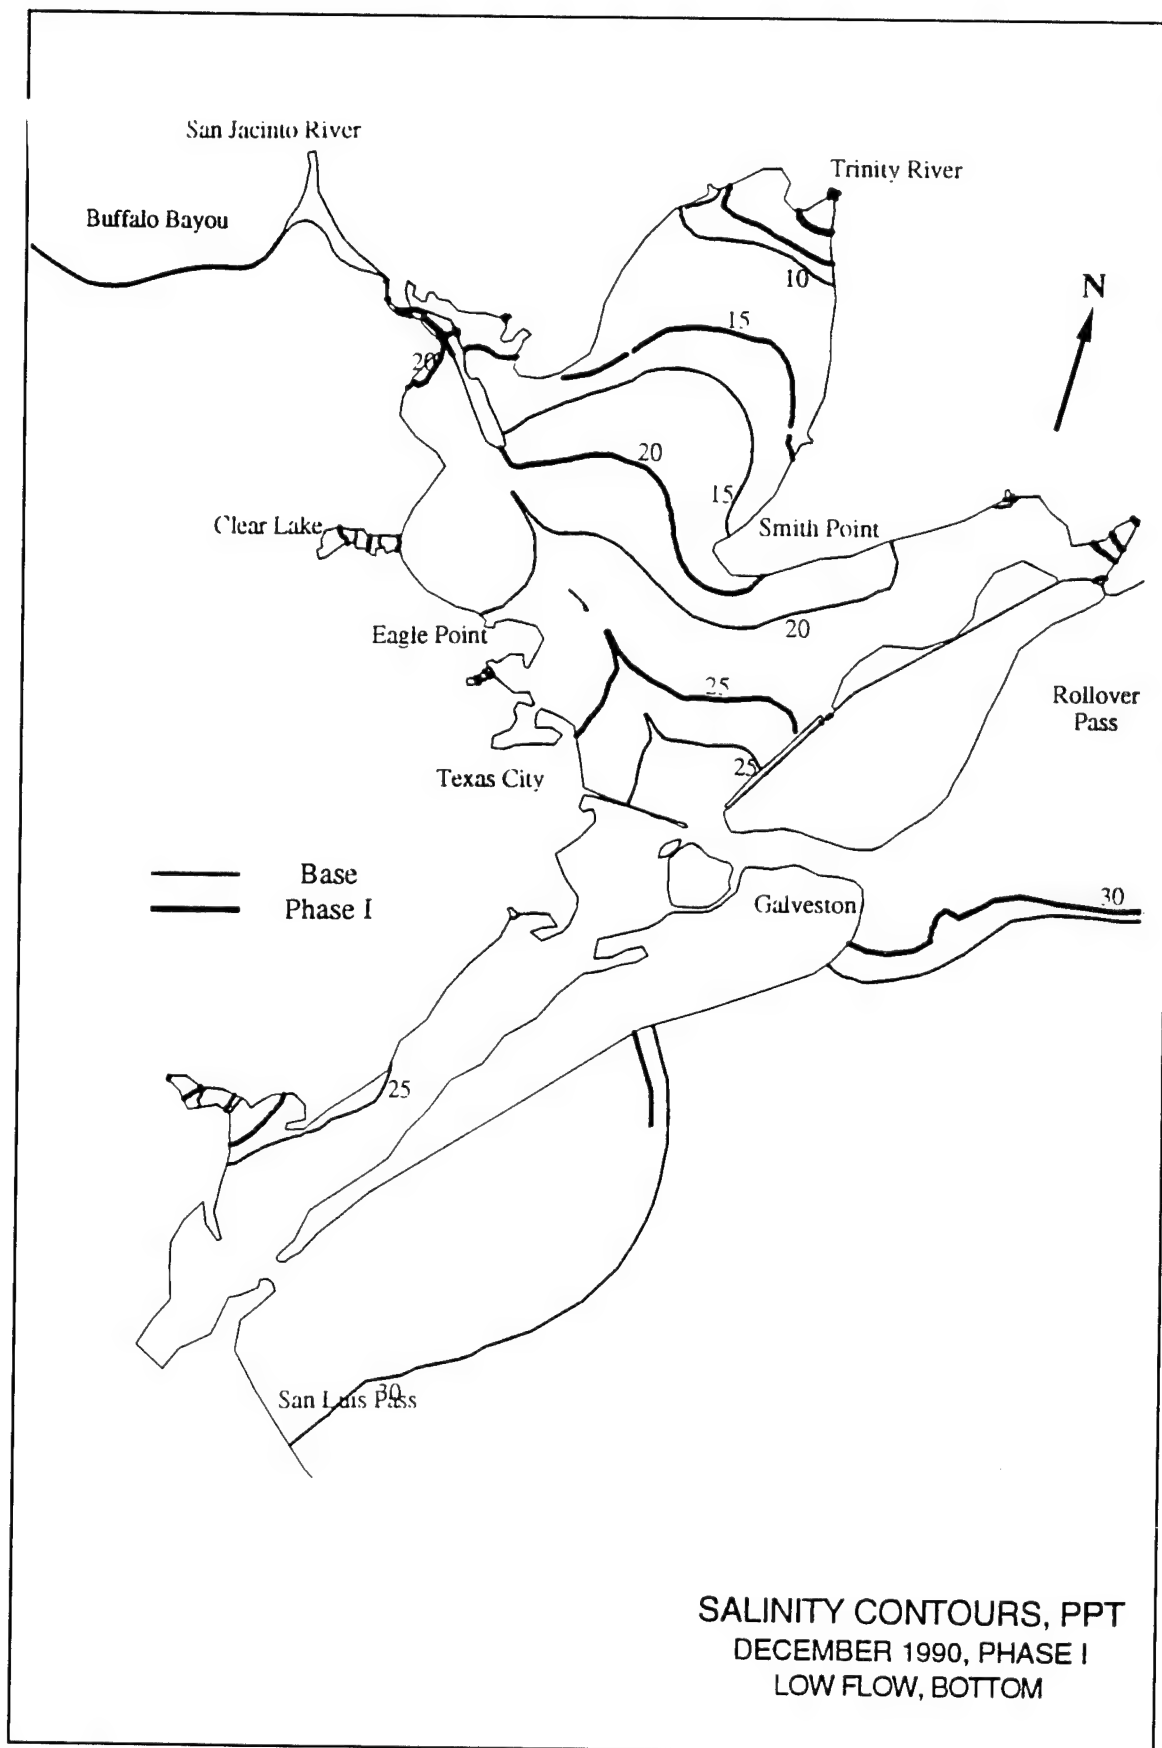 San Jacinto River
Trinity River
Buffalo Bayou
10
N
15
20
20
15
Clear Lake
Smith Point
20
Eagle Point
25
Rollover
Pass
25
Texas City
Base
Phase I
Galveston
30
25
30
San Luis Pass
SALINITY CONTOURS, PPT
DECEMBER 1990, PHASE I
LOW FLOW, BOTTOM